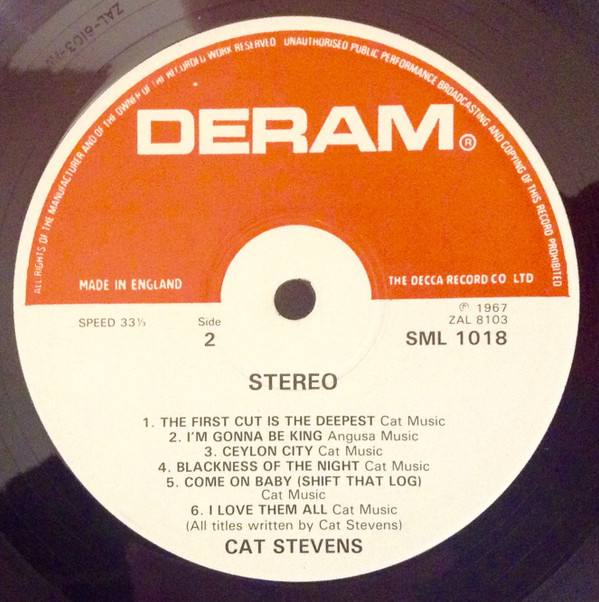 ZAL-8103-
ALL RIGHTS OF THE MANUFACTURER AND OF THE OWNER OF THE RECORDED WORK RESERVED UNAUTHORISED PUBLIC PERFORMANCE BROADCASTING AND COPYING OF THIS RECORD PROHIBITED
DERAM®
MADE IN ENGLAND
THE DECCA RECORD CO LTD
SPEED 33⅓
Side
2
℗ 1967
ZAL 8103
SML 1018
STEREO
1. THE FIRST CUT IS THE DEEPEST Cat Music
2. I'M GONNA BE KING Angusa Music
3. CEYLON CITY Cat Music
4. BLACKNESS OF THE NIGHT Cat Music
5. COME ON BABY (SHIFT THAT LOG)
Cat Music
6. I LOVE THEM ALL Cat Music
(All titles written by Cat Stevens)
CAT STEVENS